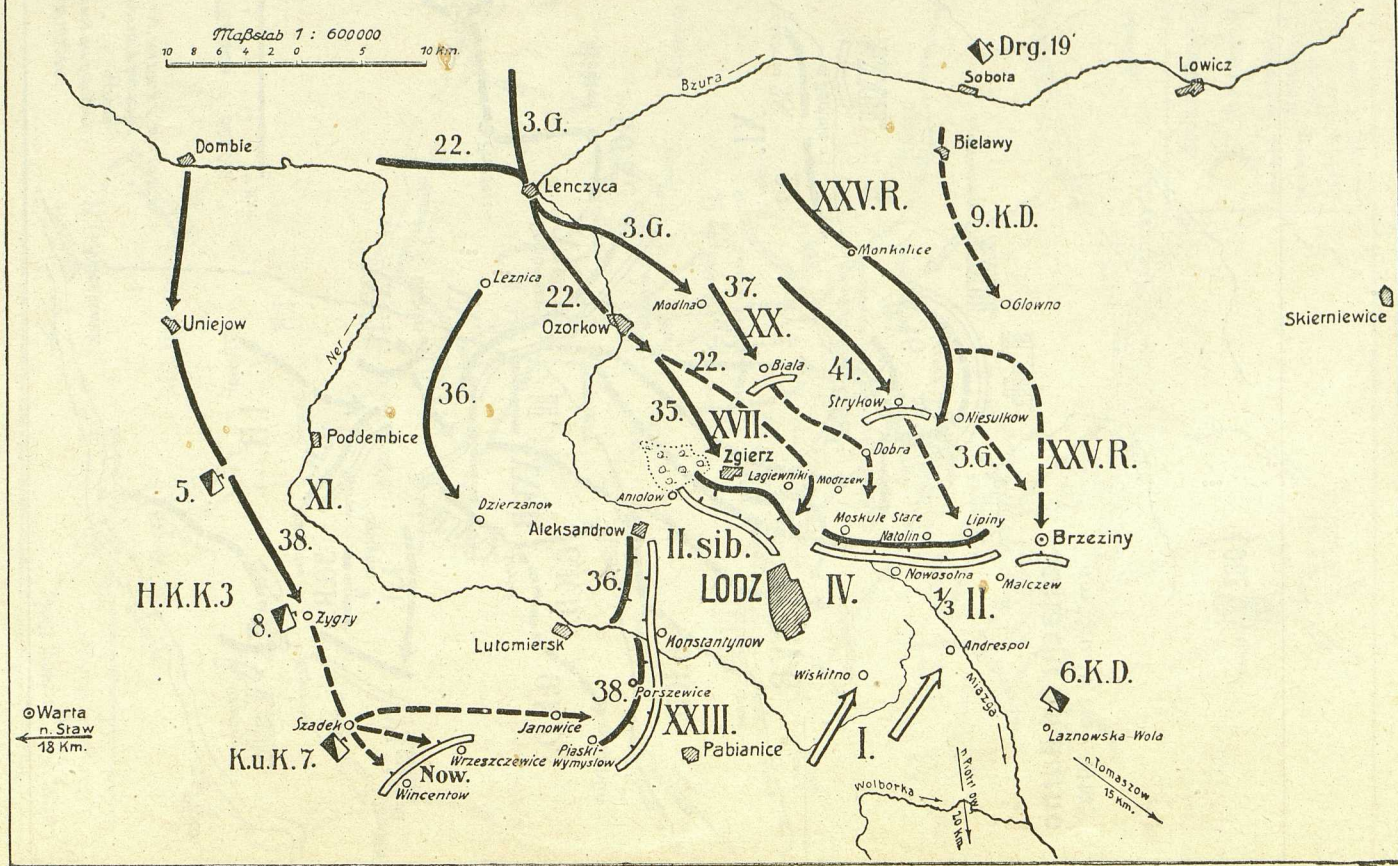 Maßstab 1 : 600000
10 8 6 4 2 0 5 10 Km.
Drg. 19'
Sobota
Lowicz
Bzura
3.G.
22.
Dombie
Lenczyca
Bielawy
XXV.R.
9.K.D.
3.G.
Monkolice
Leznica
Modlna
37.
Glowno
22.
Ozorkow
XX.
Skierniewice
Uniejow
Ner
22.
Biala
41.
Strykow
36.
35.
XVII.
Niesulkow
Poddembice
Zgierz
Dobra
3.G.
XXV.R.
Lagiewniki
Modrzew
5.
XI.
Aniolow
Dzierzanow
Aleksandrow
II.sib.
Moskule Stare
Natolin
Lipiny
Brzeziny
38.
H.K.K.3
36.
LODZ
IV.
Nowosolna
Malczew
1/3 II.
8.
Zygry
Lutomiersk
Konstantynow
Andrespol
Wiskitno
6.K.D.
38.
Porszewice
Miazga
Warta
n. Staw
18 Km.
Szadek
Janowice
XXIII.
Laznowska Wola
K.u.K. 7.
Wrzeszczewice
Piaski-
Wymyslow
Pabianice
I.
Now.
Wincentow
Wolborka
20 Km
n. Tomaszow
15 Km.